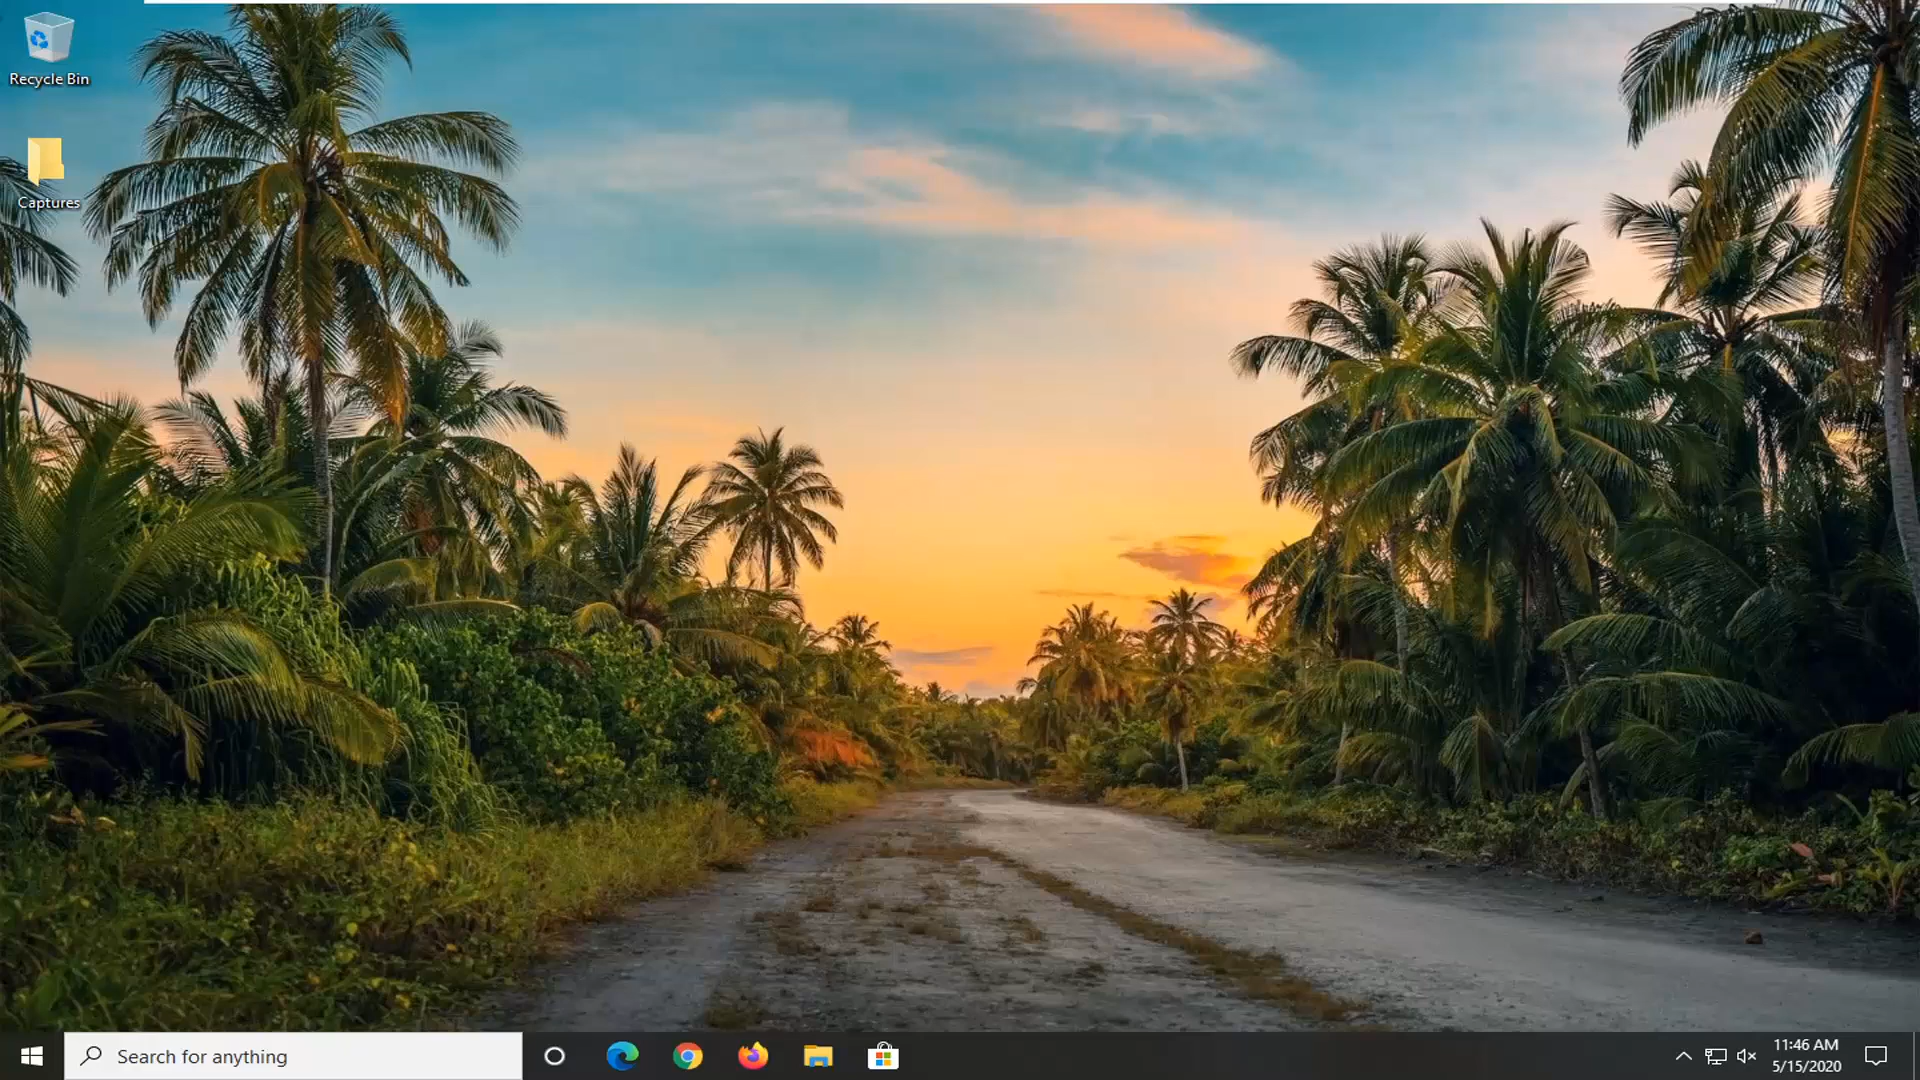 Recycle Bin
Captures
Search for anything
11:46 AM
5/15/2020